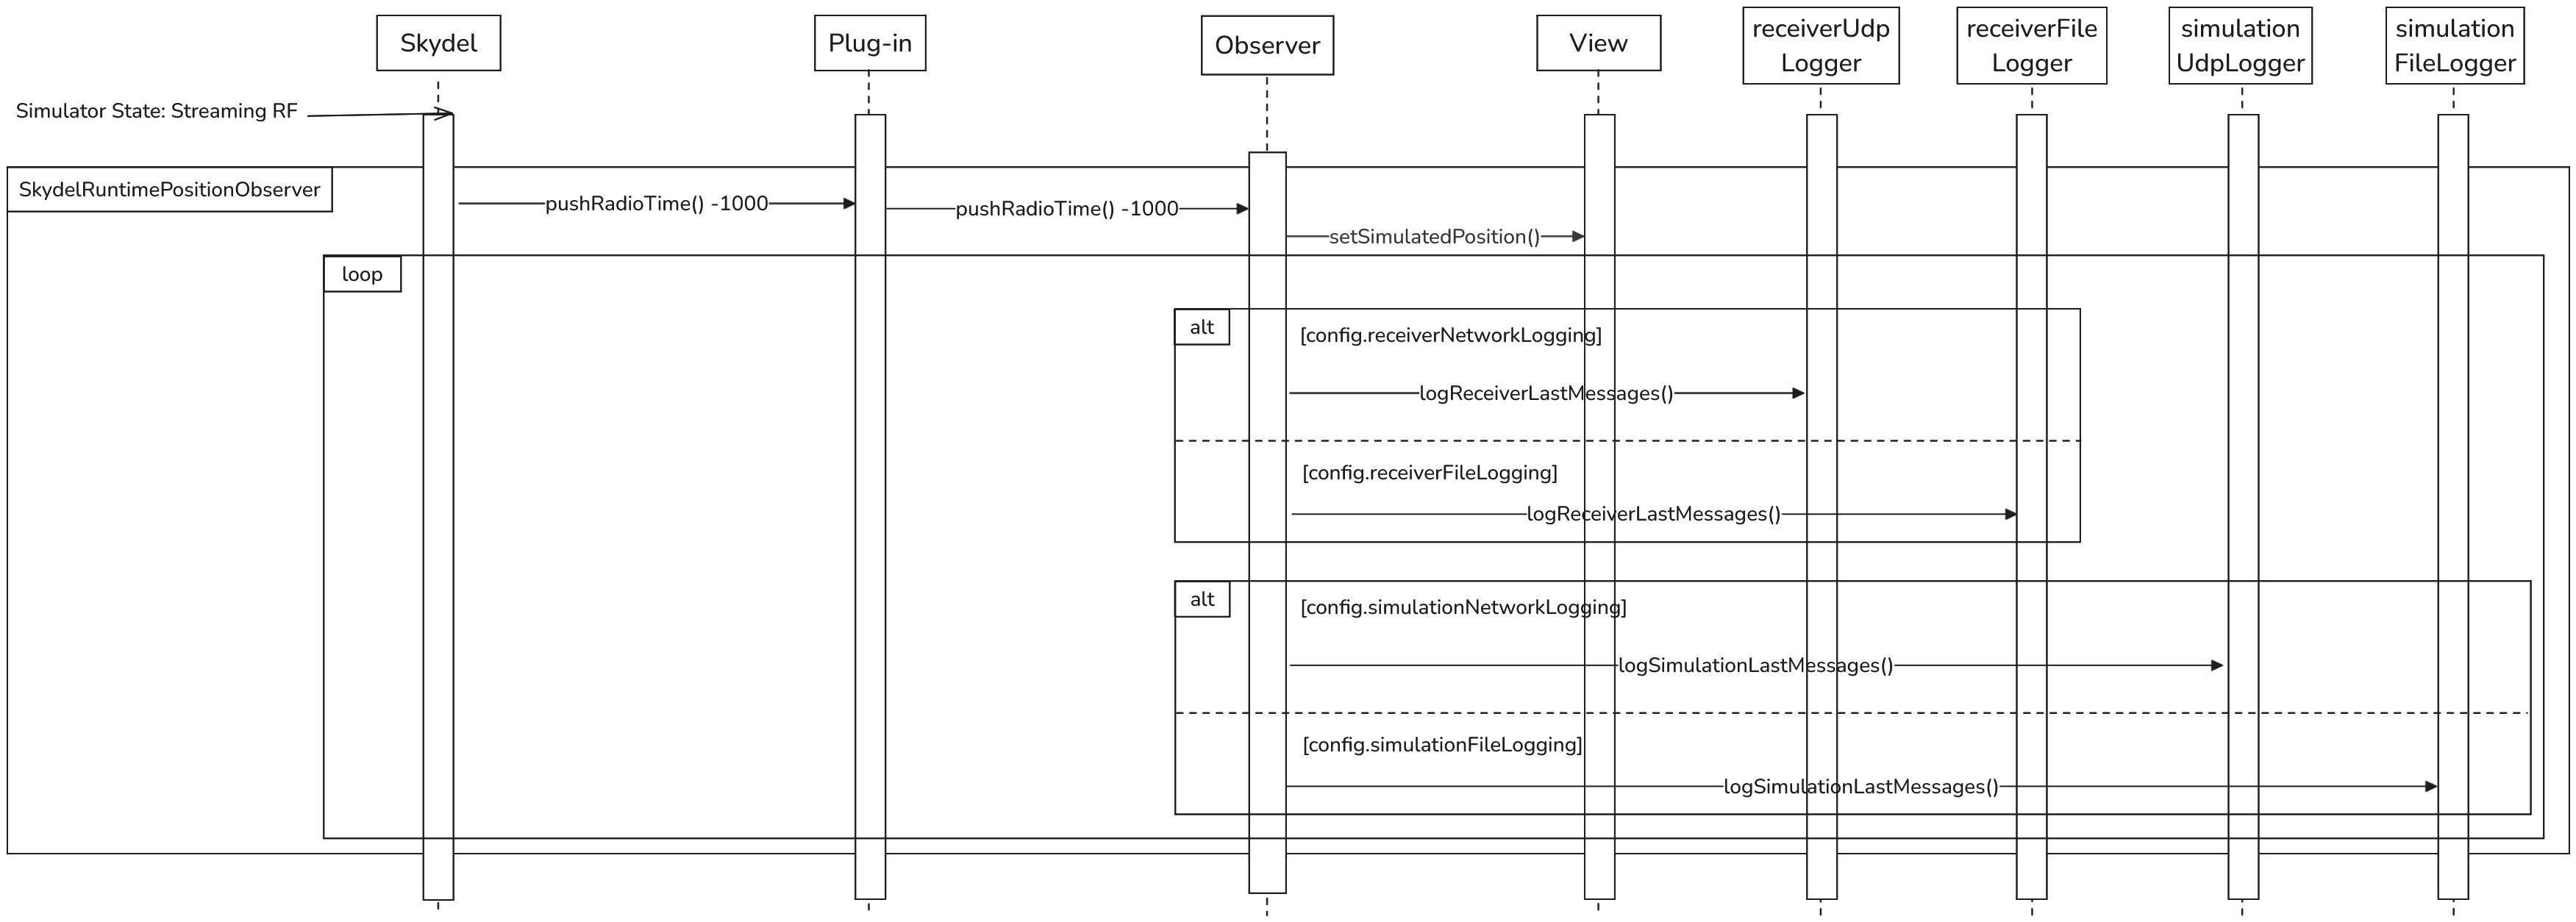 Skydel
Plug-in
Observer
View
receiverUdp
Logger
receiverFile
Logger
simulation
UdpLogger
simulation
FileLogger
Simulator State: Streaming RF
SkydelRuntimePositionObserver
pushRadioTime() -1000
pushRadioTime() -1000
setSimulatedPosition()
loop
alt
[config.receiverNetworkLogging]
logReceiverLastMessages()
[config.receiverFileLogging]
logReceiverLastMessages()
alt
[config.simulationNetworkLogging]
logSimulationLastMessages()
[config.simulationFileLogging]
logSimulationLastMessages()